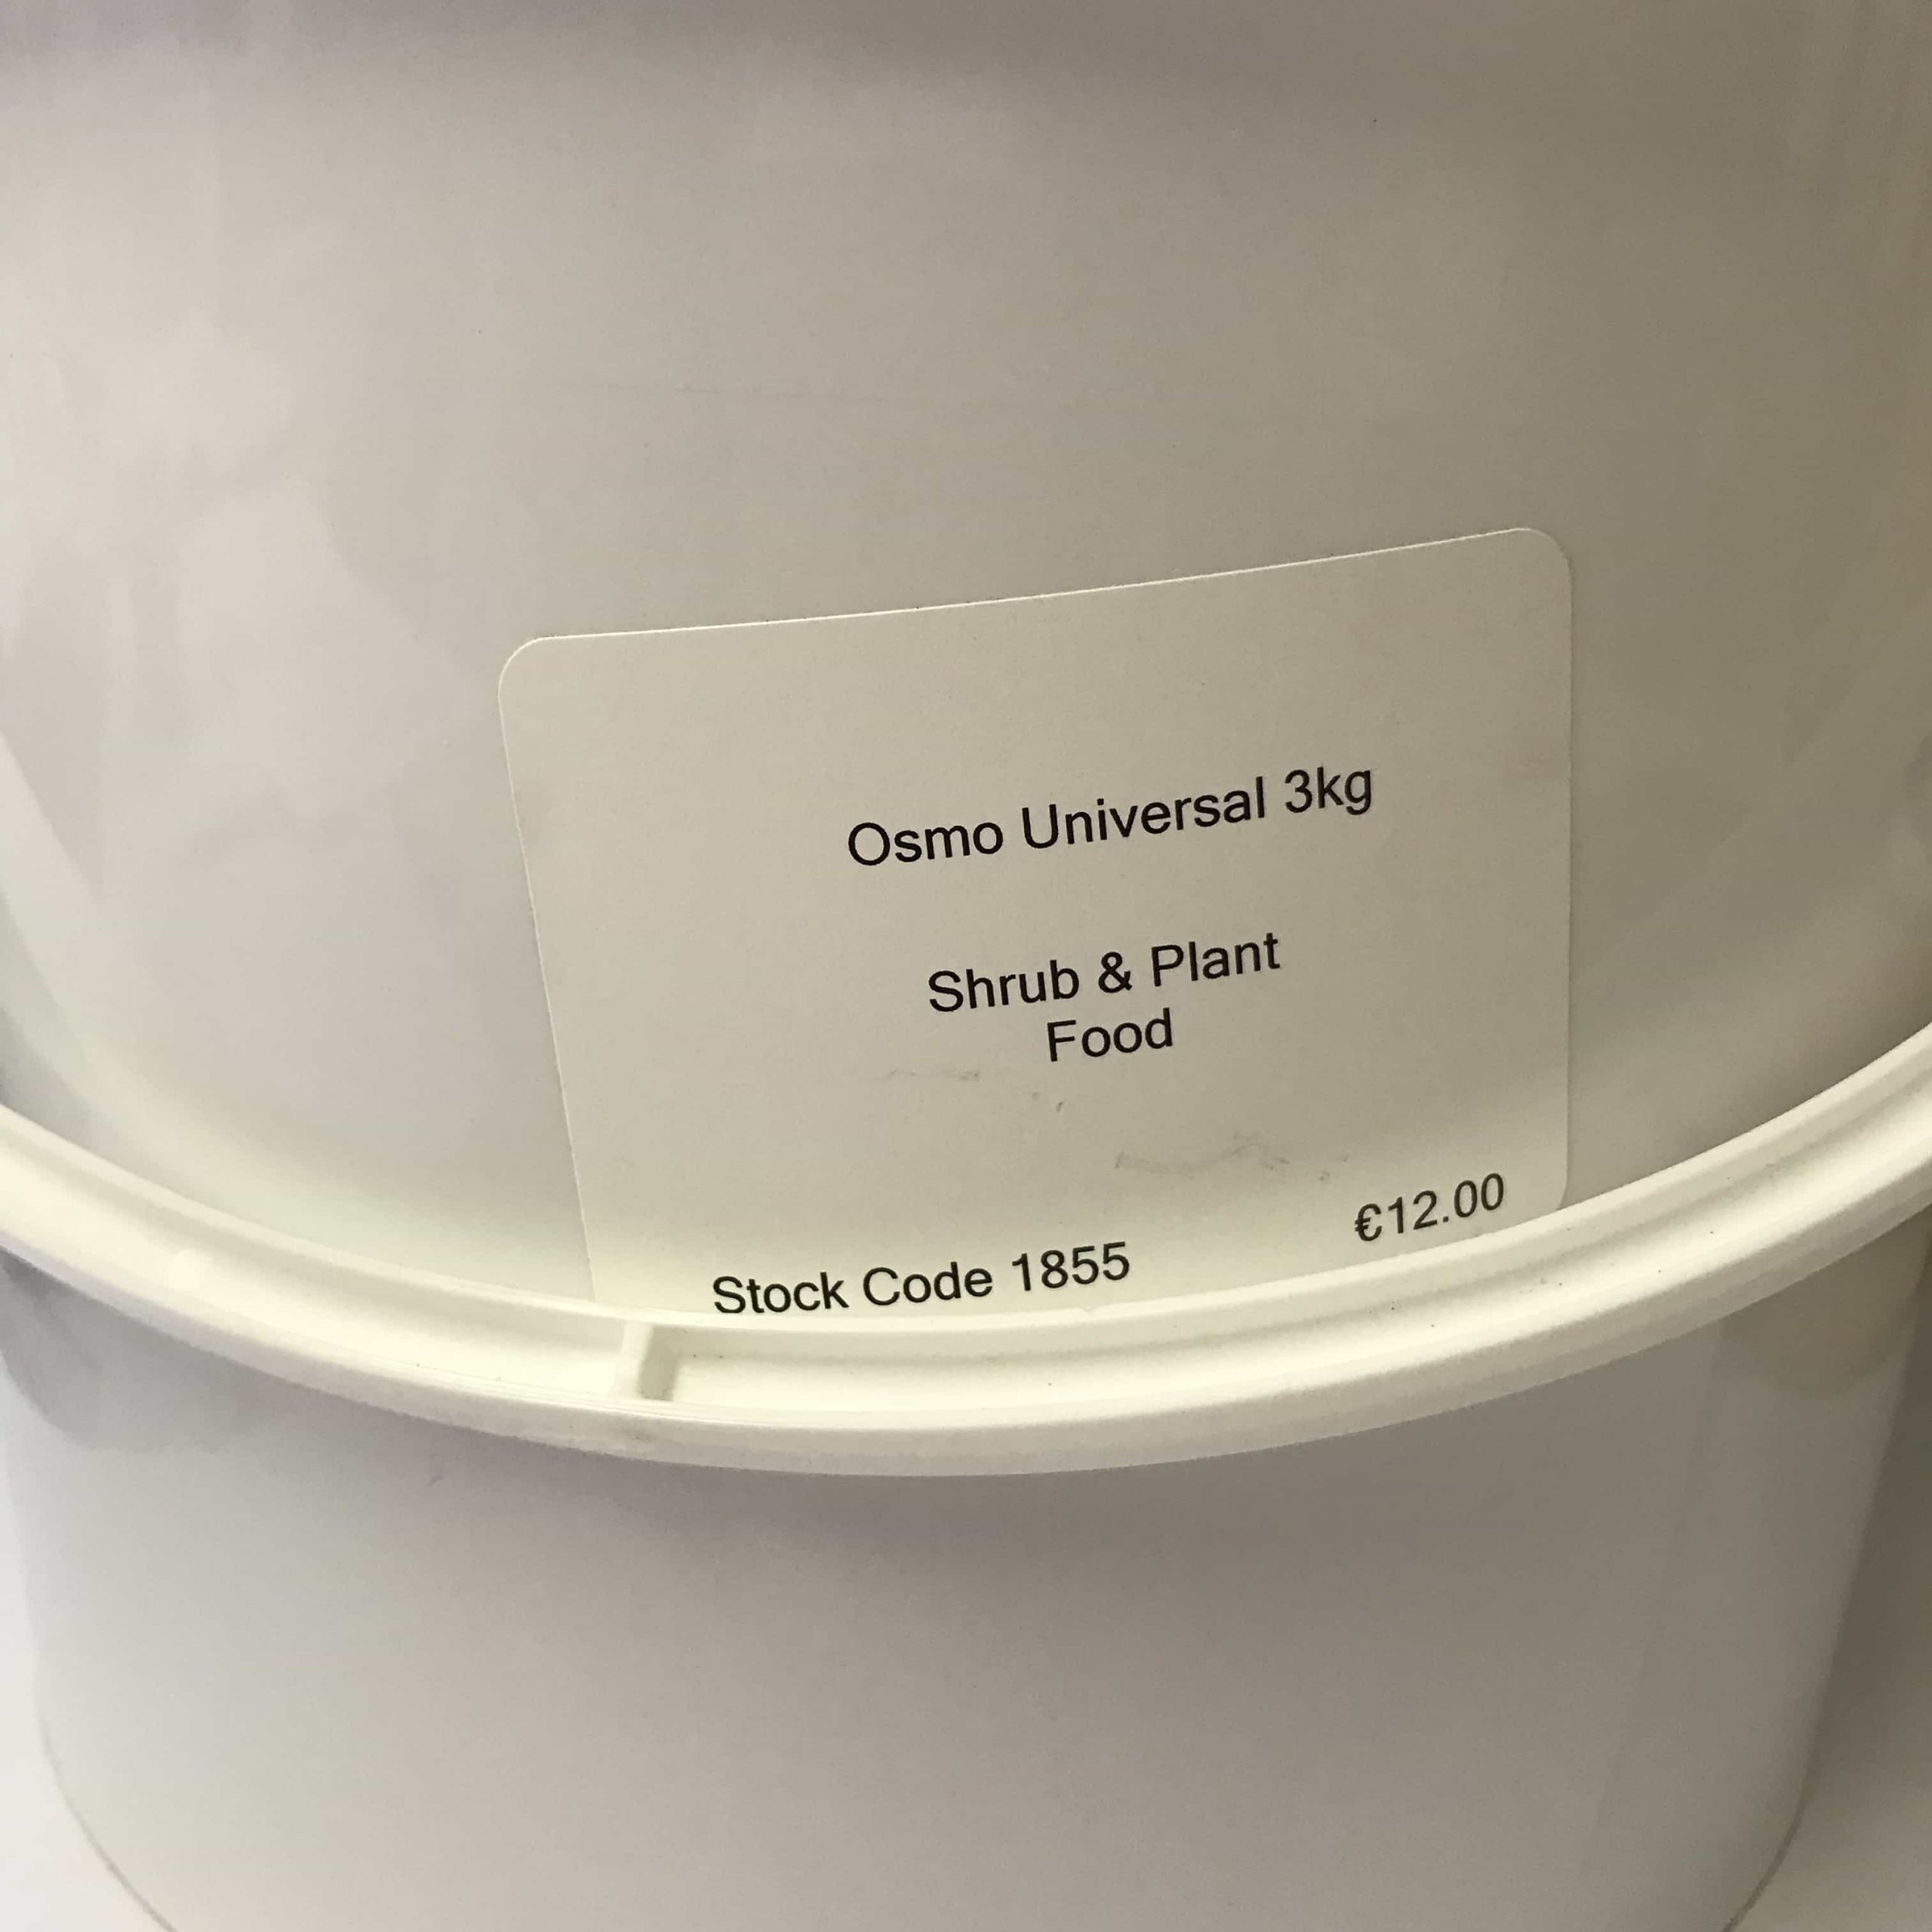 Osmo Universal 3kg
Shrub & Plant
Food
€12.00
Stock Code 1855